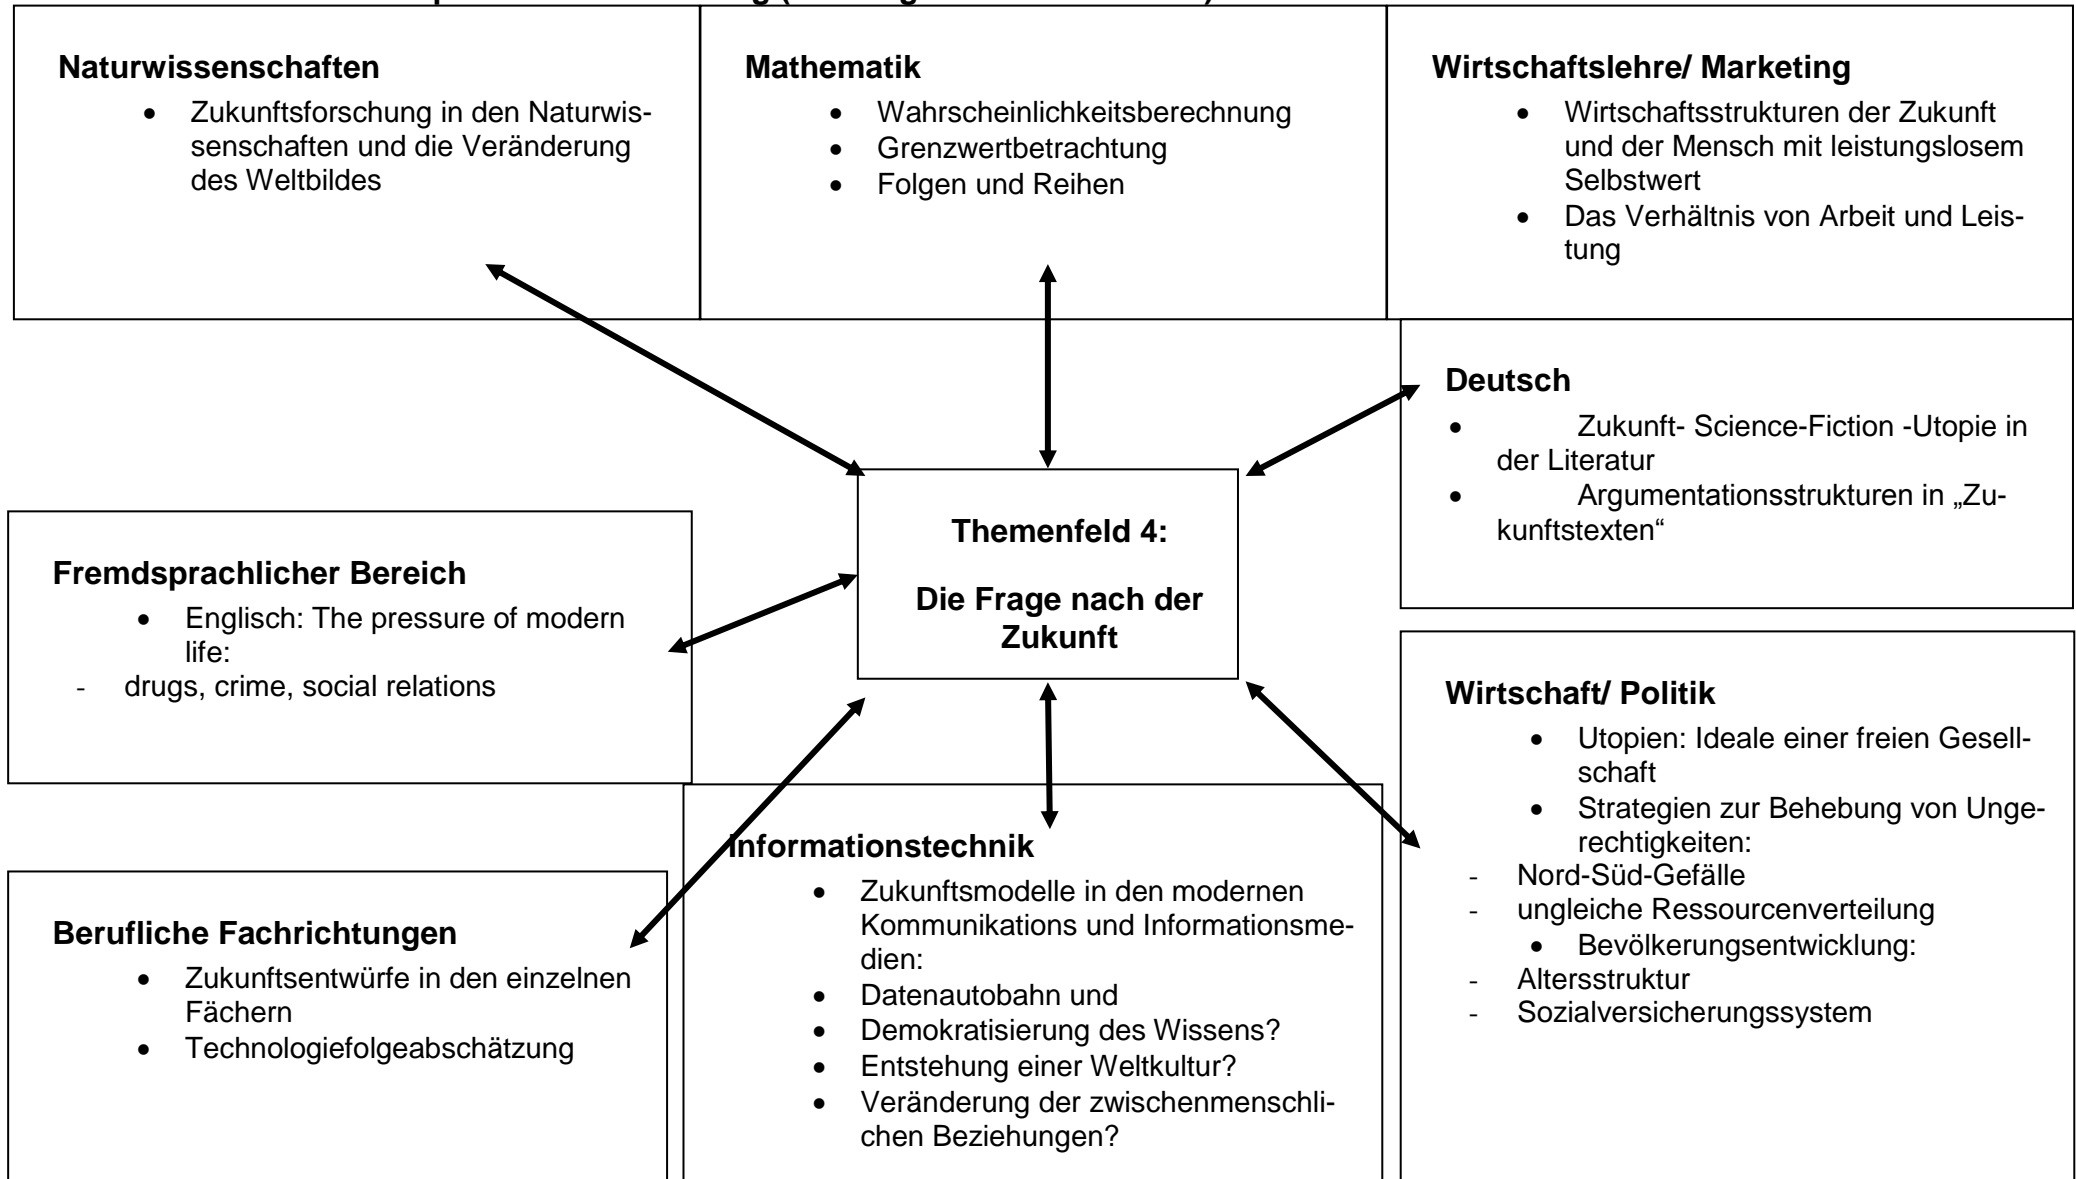 Naturwissenschaften
• Zukunftsforschung in den Naturwis-
senschaften und die Veränderung
des Weltbildes
Mathematik
• Wahrscheinlichkeitsberechnung
• Grenzwertbetrachtung
• Folgen und Reihen
Wirtschaftslehre/ Marketing
• Wirtschaftsstrukturen der Zukunft
und der Mensch mit leistungslosem
Selbstwert
• Das Verhältnis von Arbeit und Leis-
tung
Deutsch
• Zukunft- Science-Fiction -Utopie in
der Literatur
• Argumentationsstrukturen in „Zu-
kunftstexten“
Themenfeld 4:
Die Frage nach der
Zukunft
Fremdsprachlicher Bereich
• Englisch: The pressure of modern
life:
- drugs, crime, social relations
Wirtschaft/ Politik
• Utopien: Ideale einer freien Gesell-
schaft
• Strategien zur Behebung von Unge-
rechtigkeiten:
- Nord-Süd-Gefälle
- ungleiche Ressourcenverteilung
• Bevölkerungsentwicklung:
- Altersstruktur
- Sozialversicherungssystem
Informationstechnik
• Zukunftsmodelle in den modernen
Kommunikations und Informationsme-
dien:
• Datenautobahn und
• Demokratisierung des Wissens?
• Entstehung einer Weltkultur?
• Veränderung der zwischenmenschli-
chen Beziehungen?
Berufliche Fachrichtungen
• Zukunftsentwürfe in den einzelnen
Fächern
• Technologiefolgeabschätzung